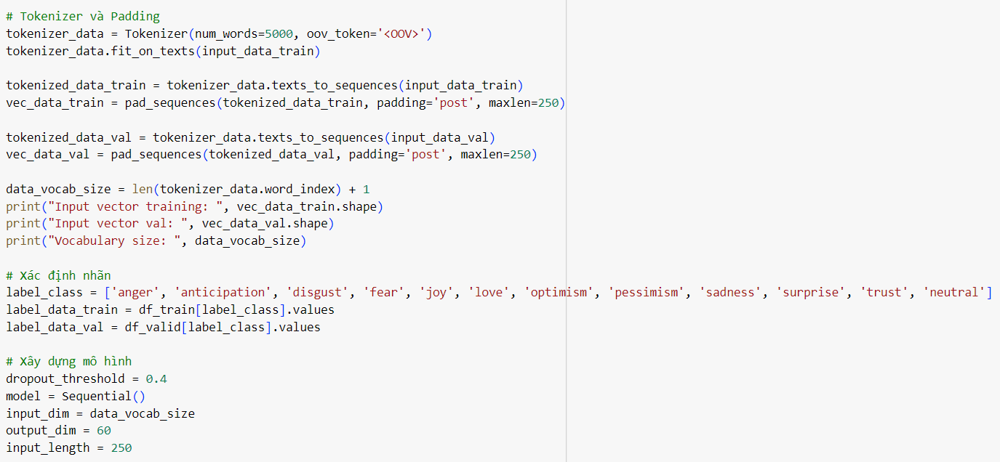 # Tokenizer và Padding
tokenizer_data = Tokenizer(num_words=5000, oov_token='<OOV>')
tokenizer_data.fit_on_texts(input_data_train)
tokenized_data_train = tokenizer_data.texts_to_sequences(input_data_train)
vec_data_train = pad_sequences(tokenized_data_train, padding='post', maxlen=250)
tokenized_data_val = tokenizer_data.texts_to_sequences(input_data_val)
vec_data_val = pad_sequences(tokenized_data_val, padding='post', maxlen=250)
data_vocab_size = len(tokenizer_data.word_index) + 1
print("Input vector training: ", vec_data_train.shape)
print("Input vector val: ", vec_data_val.shape)
print("Vocabulary size: ", data_vocab_size)
# Xác định nhãn
label_class = ['anger', 'anticipation', 'disgust', 'fear', 'joy', 'love', 'optimism', 'pessimism', 'sadness', 'surprise', 'trust', 'neutral']
label_data_train = df_train[label_class].values
label_data_val = df_valid[label_class].values
# Xây dựng mô hình
dropout_threshold = 0.4
model = Sequential()
input_dim = data_vocab_size
output_dim = 60
input_length = 250